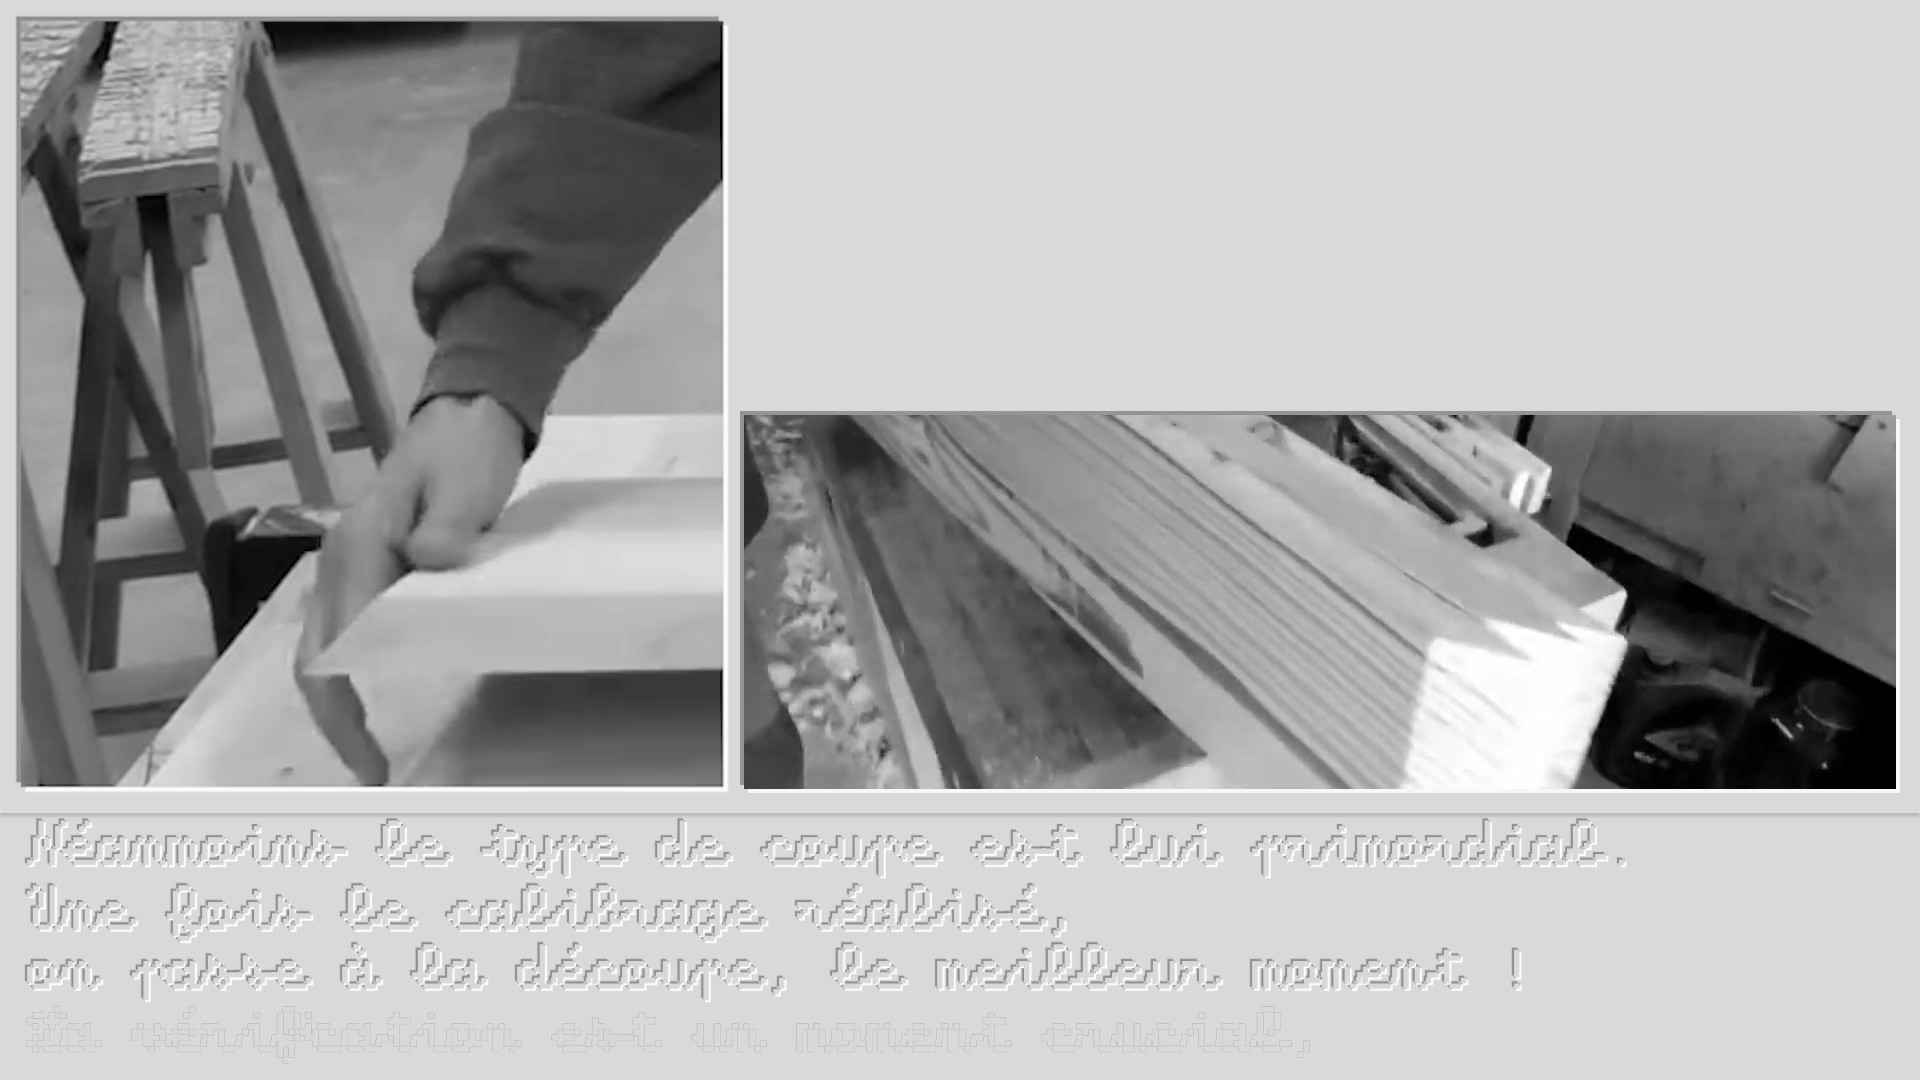 Néanmoins le type de coupe est lui primordial.
Une fois le calibrage réalisé,
on passe à la découpe, le meilleur moment !
La vérification est un moment crucial,